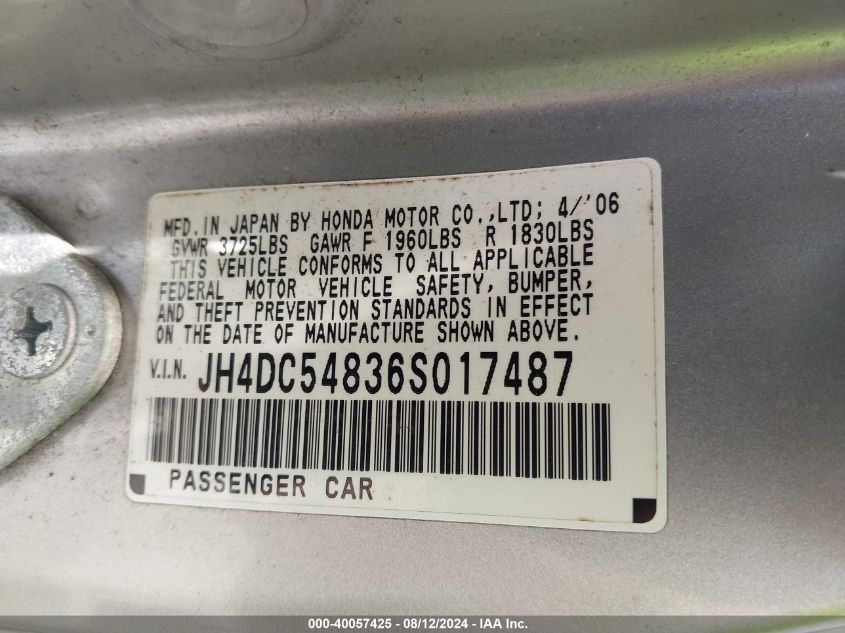 MFD. IN JAPAN BY HONDA MOTOR CO.,LTD; 4/'06
GVWR 3725LBS GAWR F 1960LBS R 1830LBS
THIS VEHICLE CONFORMS TO ALL APPLICABLE
FEDERAL MOTOR VEHICLE SAFETY, BUMPER,
AND THEFT PREVENTION STANDARDS IN EFFECT
ON THE DATE OF MANUFACTURE SHOWN ABOVE.
V.I.N. JH4DC54836S017487
PASSENGER CAR
000-40057425 - 08/12/2024 - IAA Inc.